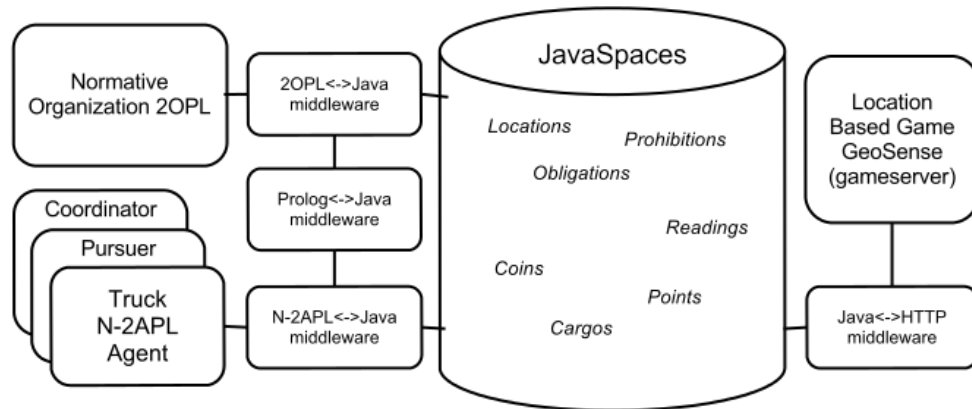 Normative
Organization 2OPL
2OPL<->Java
middleware
JavaSpaces
Locations
Prohibitions
Obligations
Readings
Coins
Points
Cargos
Location
Based Game
GeoSense
(gameserver)
Prolog<->Java
middleware
Coordinator
Pursuer
Truck
N-2APL
Agent
N-2APL<->Java
middleware
Java<->HTTP
middleware